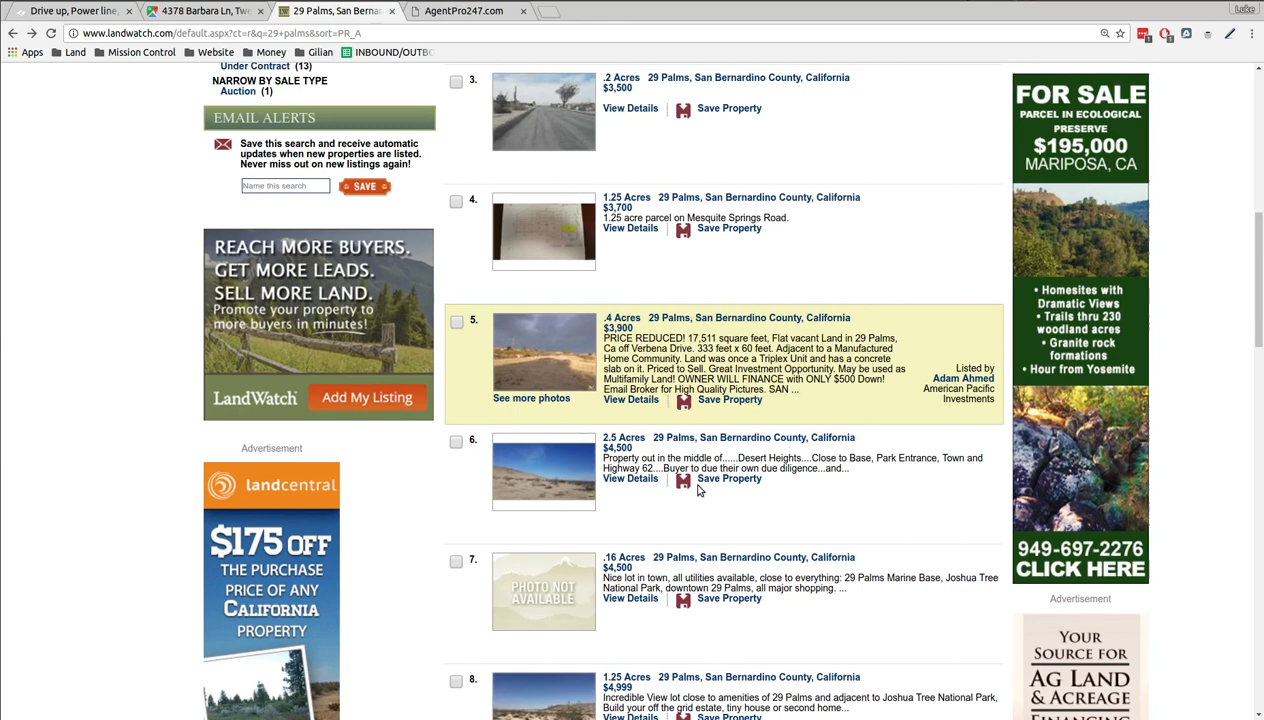 Drive up, Power line,
4378 Barbara Ln, Twe
29 Palms, San Bernar
AgentPro247.com
Luke
www.landwatch.com/default.aspx?ct=r&q=29+palms&sort=PR_A
Apps Land Mission Control Website Money Gilian INBOUND/OUTBO
Under Contract (13)
NARROW BY SALE TYPE
Auction (1)
EMAIL ALERTS
Save this search and receive automatic
updates when new properties are listed.
Never miss out on new listings again!
Name this search
SAVE
REACH MORE BUYERS.
GET MORE LEADS.
SELL MORE LAND.
Promote your property to
more buyers in minutes!
LANDWATCH
Add My Listing
Advertisement
landcentral
$175 OFF
THE PURCHASE
PRICE OF ANY
CALIFORNIA
PROPERTY
3.
.2 Acres 29 Palms, San Bernardino County, California
$3,500
View Details | Save Property
4.
1.25 Acres 29 Palms, San Bernardino County, California
$3,700
1.25 acre parcel on Mesquite Springs Road.
View Details | Save Property
5.
.4 Acres 29 Palms, San Bernardino County, California
$3,900
PRICE REDUCED! 17,511 square feet, Flat vacant Land in 29 Palms,
Ca off Verbena Drive. 333 feet x 60 feet. Adjacent to a Manufactured
Home Community. Land was once a Triplex Unit and has a concrete
slab on it. Priced to Sell. Great Investment Opportunity. May be used as
Multifamily Land! OWNER WILL FINANCE with ONLY $500 Down!
Email Broker for High Quality Pictures. SAN ...
See more photos
View Details | Save Property
Listed by
Adam Ahmed
American Pacific
Investments
6.
2.5 Acres 29 Palms, San Bernardino County, California
$4,500
Property out in the middle of......Desert Heights....Close to Base, Park Entrance, Town and
Highway 62....Buyer to due their own due diligence...and...
View Details | Save Property
7.
PHOTO NOT
AVAILABLE
.16 Acres 29 Palms, San Bernardino County, California
$4,500
Nice lot in town, all utilities available, close to everything: 29 Palms Marine Base, Joshua Tree
National Park, downtown 29 Palms, all major shopping. ...
View Details | Save Property
8.
1.25 Acres 29 Palms, San Bernardino County, California
$4,999
Incredible View lot close to amenities of 29 Palms and adjacent to Joshua Tree National Park,
Build your off the grid estate, tiny house or second home...
View Details | Save Property
FOR SALE
PARCEL IN ECOLOGICAL
PRESERVE
$195,000
MARIPOSA, CA
• Homesites with
Dramatic Views
• Trails thru 230
woodland acres
• Granite rock
formations
• Hour from Yosemite
949-697-2276
CLICK HERE
Advertisement
YOUR
SOURCE FOR
AG LAND
& ACREAGE
FINANCING